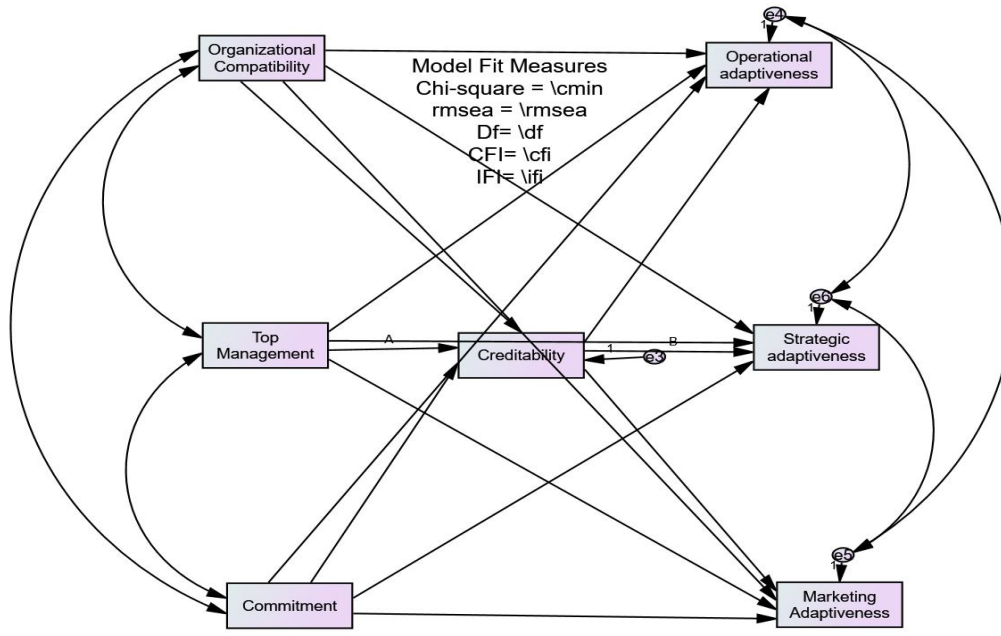 e4
1
Organizational
Compatibility
Operational
adaptiveness
Model Fit Measures
Chi-square = \cmin
rmsea = \rmsea
Df= \df
CFI= \cfi
IFI= \ifi
e6
1
Top
Management
A
Creditability
1
e3
B
Strategic
adaptiveness
e5
1
Commitment
Marketing
Adaptiveness